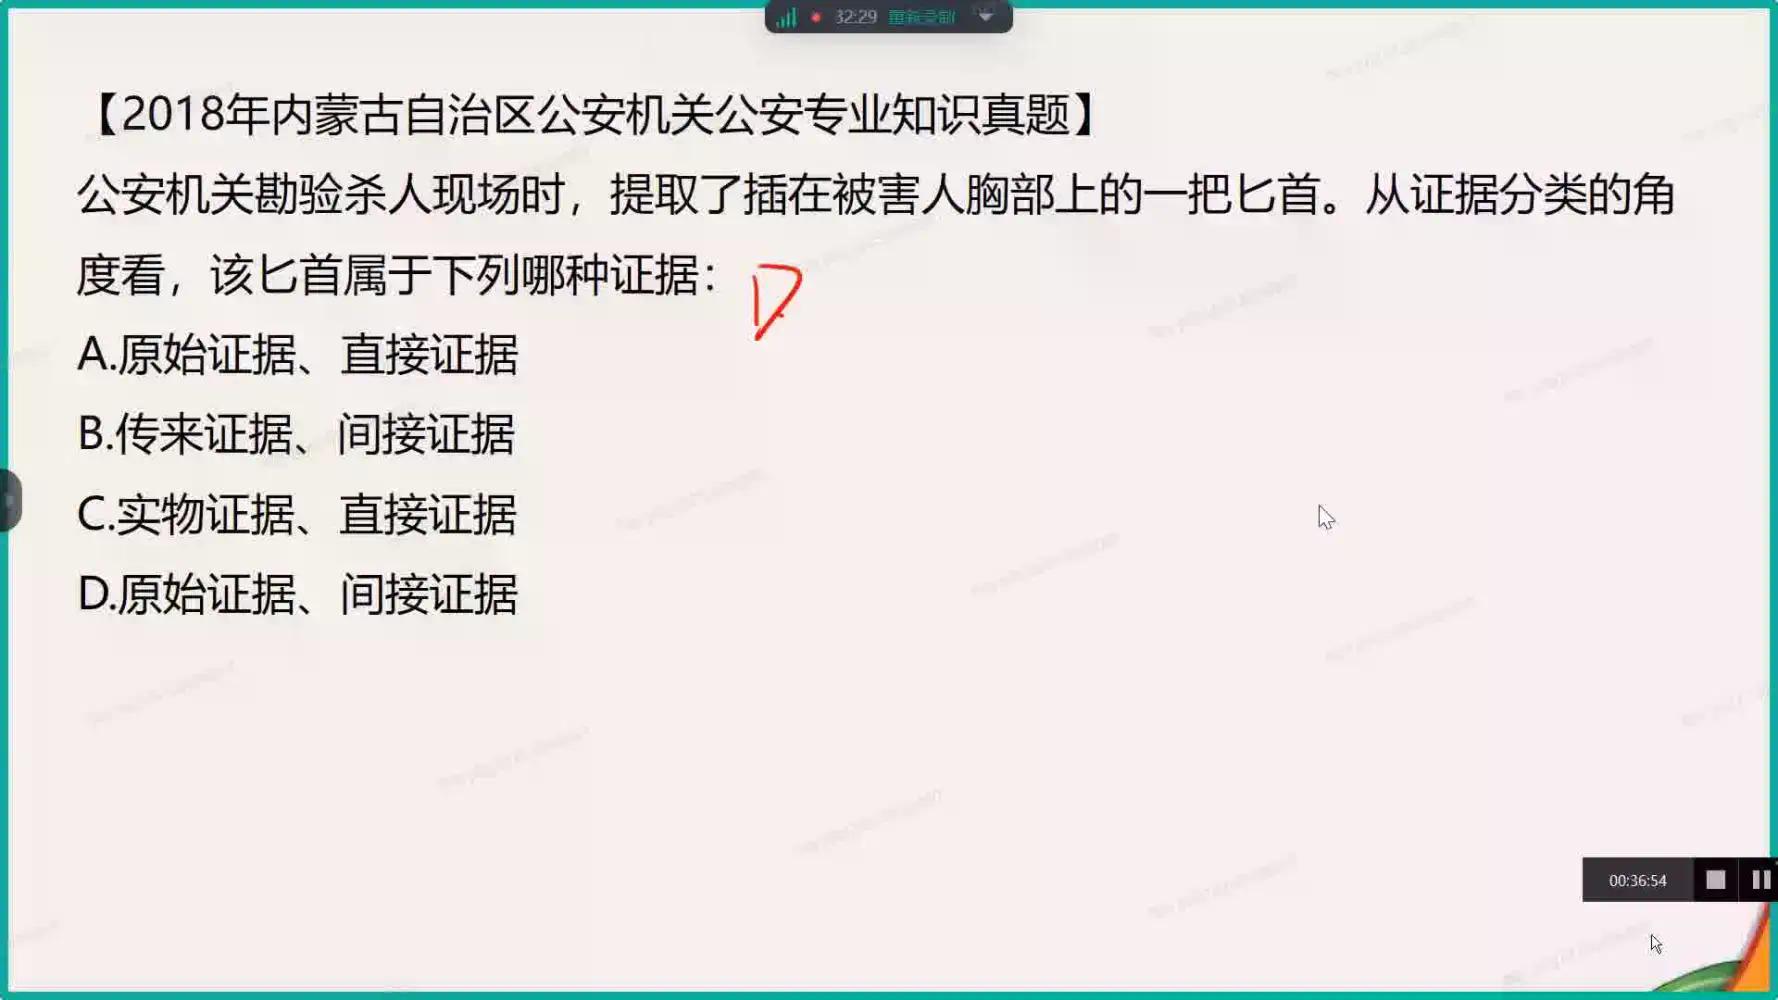 32:29 重新录制
【2018年内蒙古自治区公安机关公安专业知识真题】
公安机关勘验杀人现场时，提取了插在被害人胸部上的一把匕首。从证据分类的角
度看，该匕首属于下列哪种证据： D
A.原始证据、直接证据
B.传来证据、间接证据
C.实物证据、直接证据
D.原始证据、间接证据
00:36:54